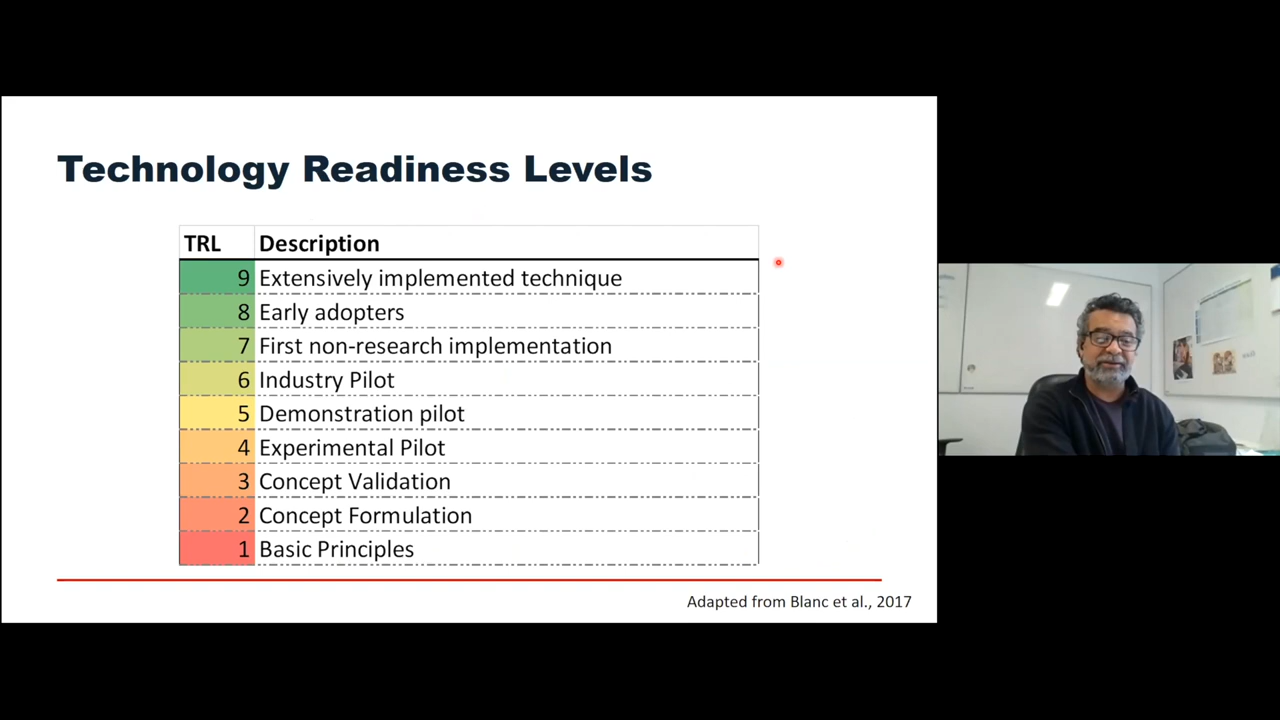 Technology Readiness Levels
TRL Description
9 Extensively implemented technique
8 Early adopters
7 First non-research implementation
6 Industry Pilot
5 Demonstration pilot
4 Experimental Pilot
3 Concept Validation
2 Concept Formulation
1 Basic Principles
Adapted from Blanc et al., 2017